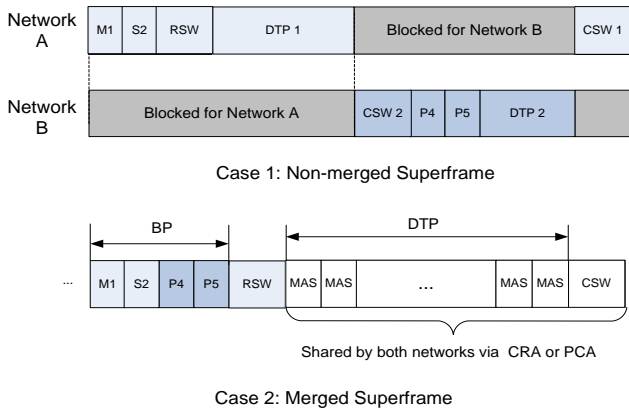 Network A
M1 S2 RSW DTP 1 Blocked for Network B CSW 1
Network B
Blocked for Network A CSW 2 P4 P5 DTP 2
Case 1: Non-merged Superframe
BP DTP
... M1 S2 P4 P5 RSW MAS MAS ... MAS MAS CSW
Shared by both networks via CRA or PCA
Case 2: Merged Superframe